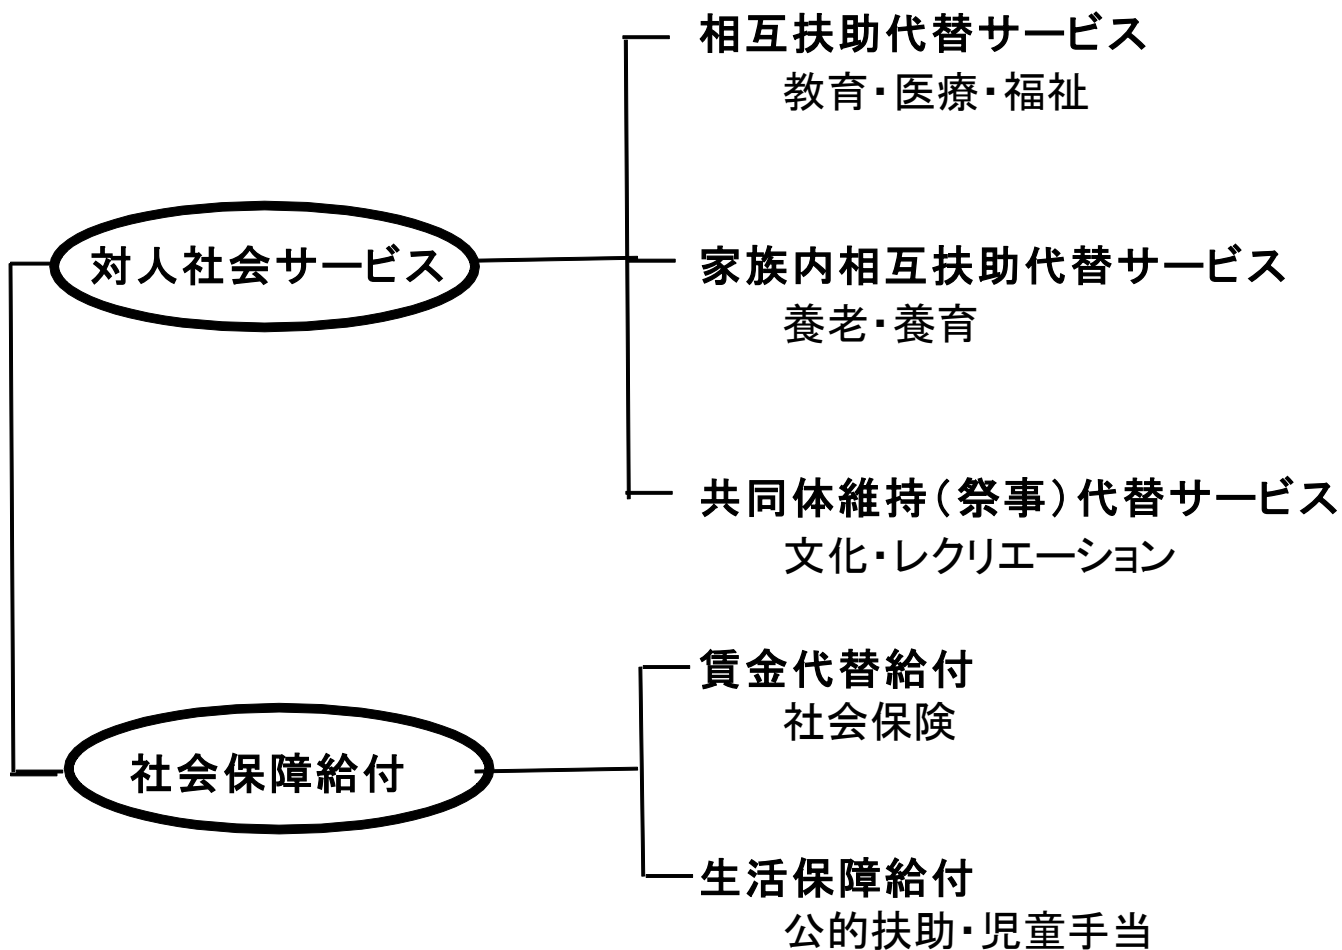 相互扶助代替サービス
教育・医療・福祉
対人社会サービス
家族内相互扶助代替サービス
養老・養育
共同体維持(祭事)代替サービス
文化・レクリエーション
賃金代替給付
社会保険
社会保障給付
生活保障給付
公的扶助・児童手当